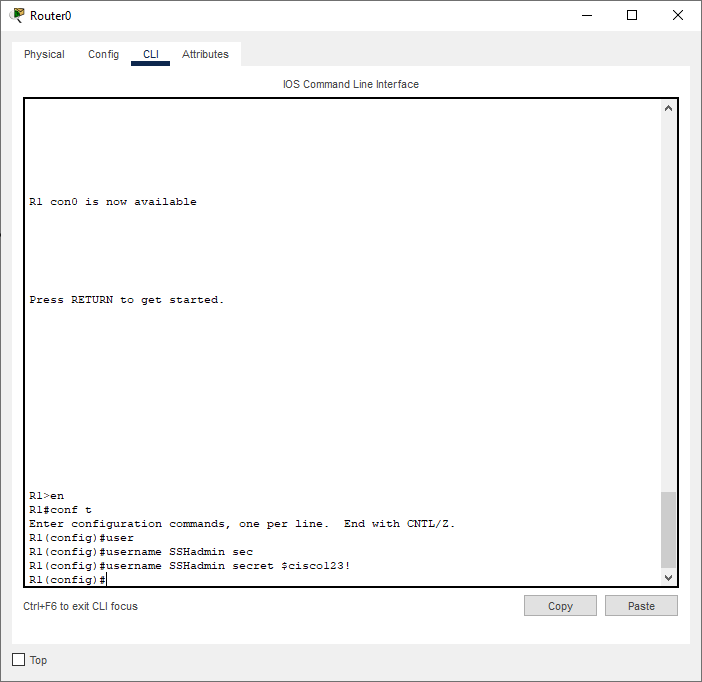 Router0
Physical Config CLI Attributes
IOS Command Line Interface
R1 con0 is now available
Press RETURN to get started.
R1>en
R1#conf t
Enter configuration commands, one per line.  End with CNTL/Z.
R1(config)#user
R1(config)#username SSHadmin sec
R1(config)#username SSHadmin secret $cisco123!
R1(config)#
Ctrl+F6 to exit CLI focus
Copy Paste
Top